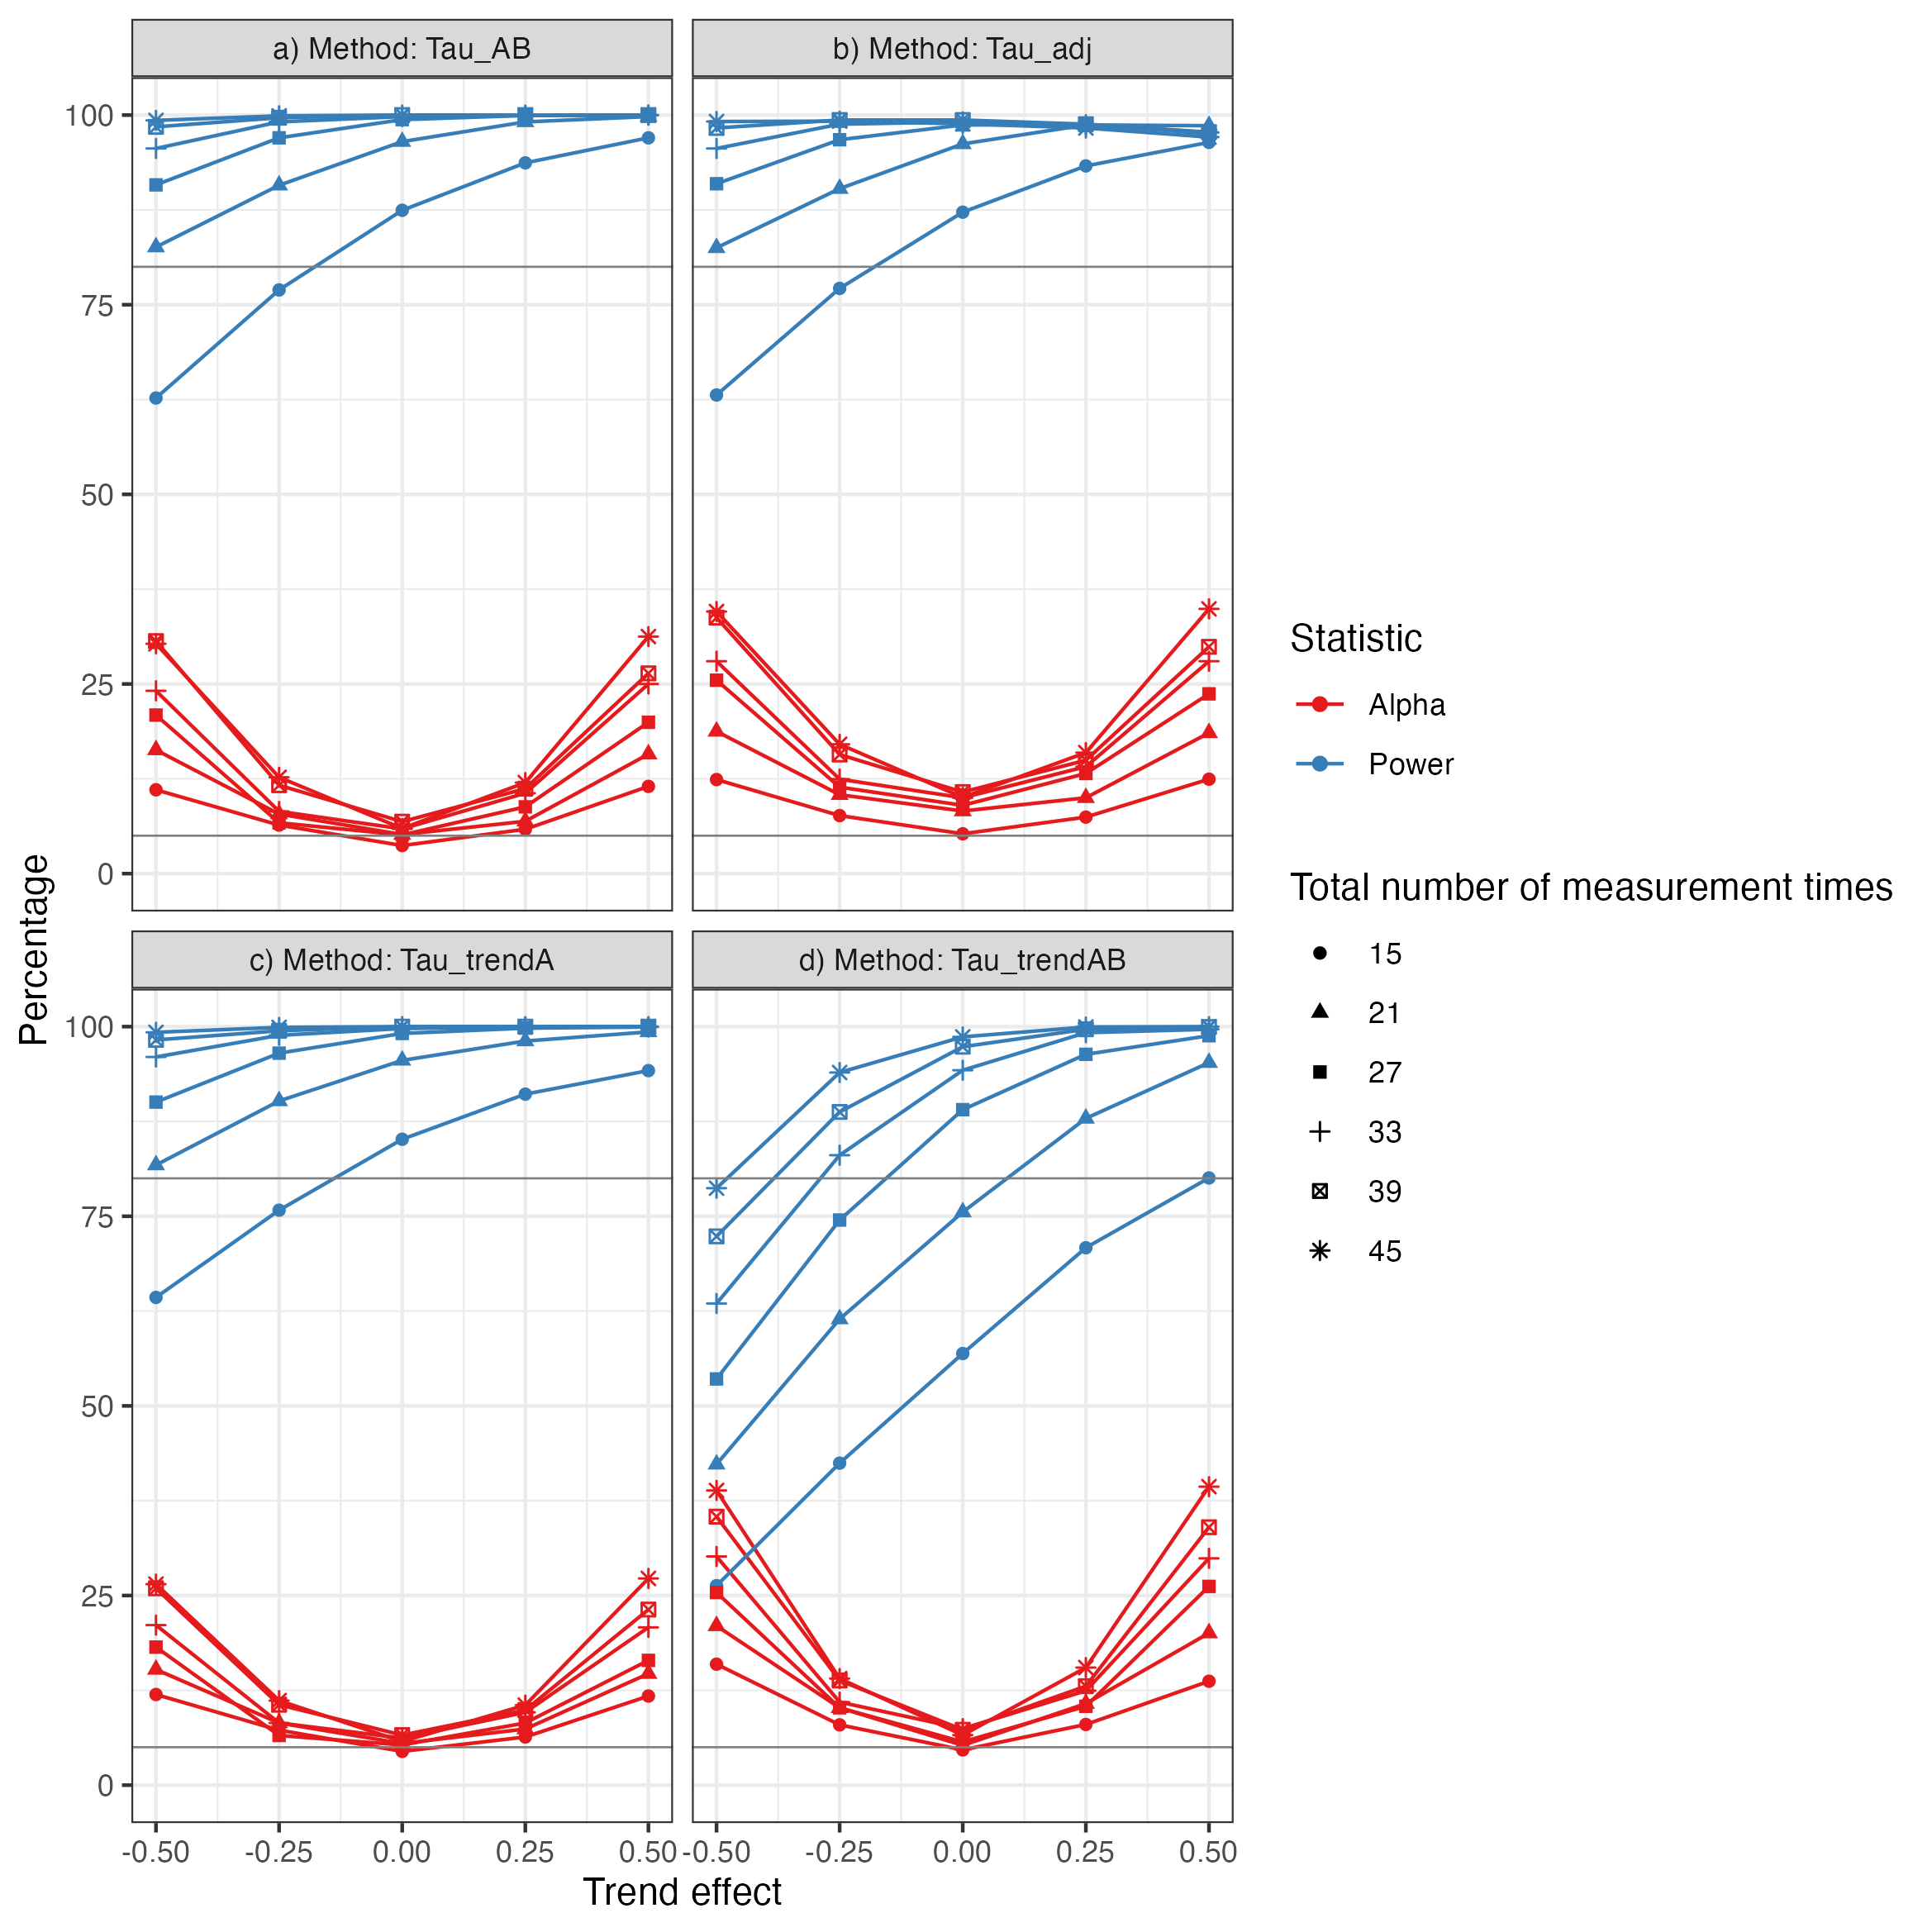 a) Method: Tau_AB
b) Method: Tau_adj
100
75
50
25
0
c) Method: Tau_trendA
d) Method: Tau_trendAB
100
75
50
25
0
-0.50 -0.25 0.00 0.25 0.50
-0.50 -0.25 0.00 0.25 0.50
Trend effect
Percentage
Statistic
Alpha
Power
Total number of measurement times
15
21
27
33
39
45